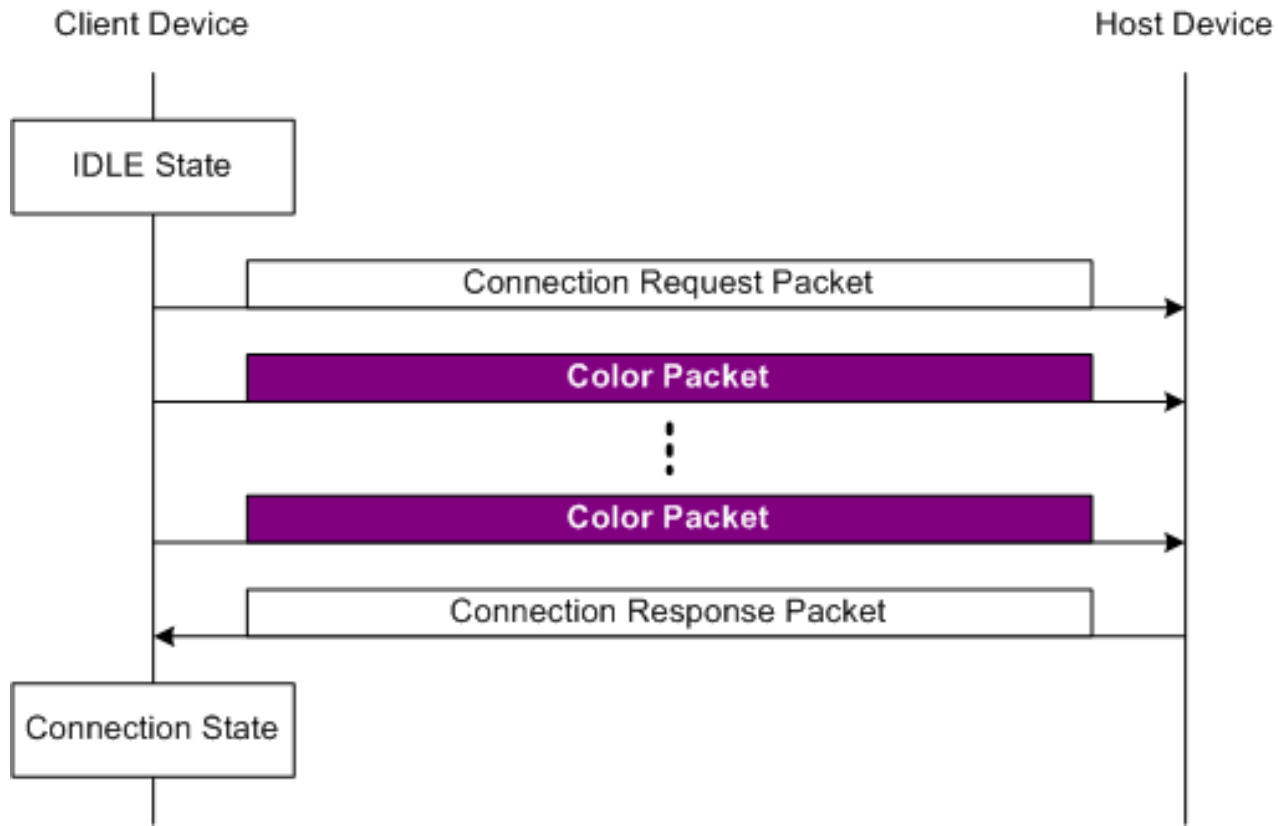 Client Device
Host Device
IDLE State
Connection Request Packet
Color Packet
Color Packet
Connection Response Packet
Connection State